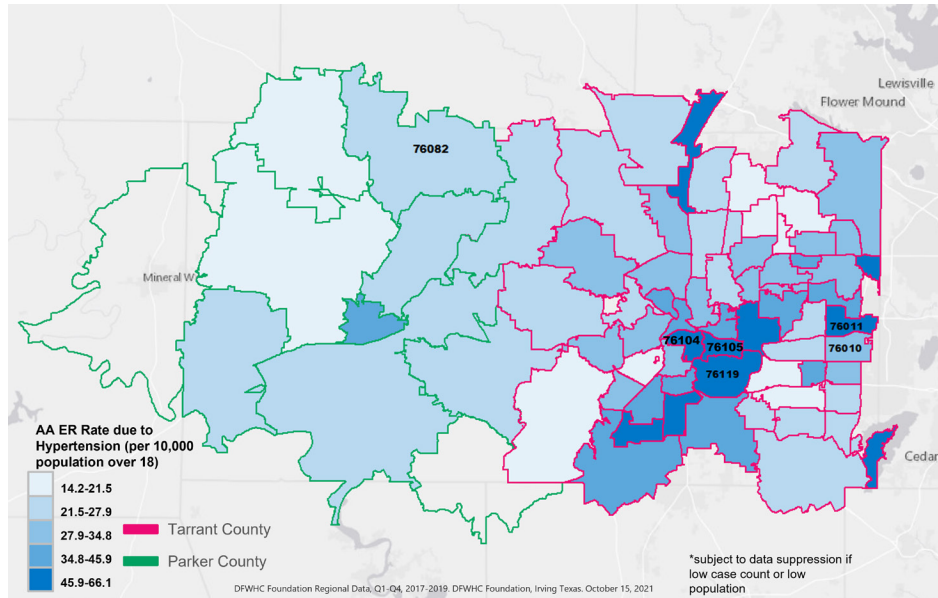 Lewisville
Flower Mound
76082
Mineral W
76011
76104
76105
76010
76119
AA ER Rate due to
Hypertension (per 10,000
population over 18)
14.2-21.5
21.5-27.9
27.9-34.8
34.8-45.9
45.9-66.1
Tarrant County
Parker County
Cedar
*subject to data suppression if
low case count or low
population
DFWHC Foundation Regional Data, Q1-Q4, 2017-2019. DFWHC Foundation, Irving Texas. October 15, 2021